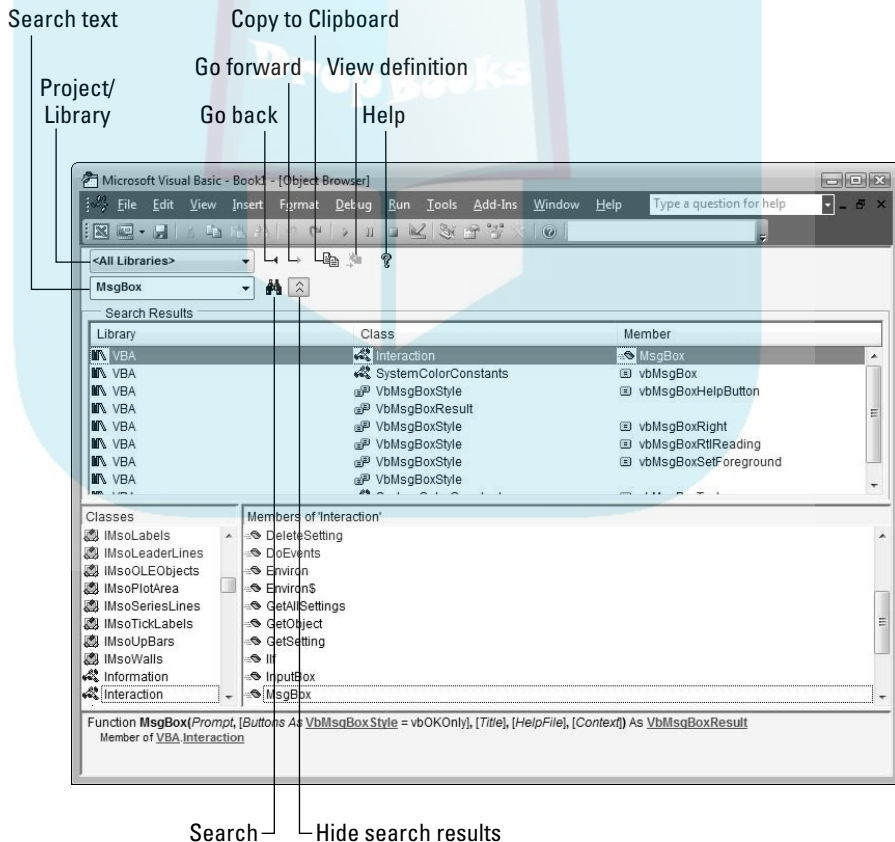 Search text
Copy to Clipboard
Go forward
View definition
Project/
Library
Go back
Help
Drop Books
Microsoft Visual Basic - Book1 - [Object Browser]
File Edit View Insert Format Debug Run Tools Add-Ins Window Help
Type a question for help
<All Libraries>
MsgBox
Search Results
Library Class Member
VBA Interaction MsgBox
VBA SystemColorConstants vbMsgBox
VBA VbMsgBoxStyle vbMsgBoxHelpButton
VBA VbMsgBoxResult
VBA VbMsgBoxStyle vbMsgBoxRight
VBA VbMsgBoxStyle vbMsgBoxRtlReading
VBA VbMsgBoxStyle vbMsgBoxSetForeground
VBA VbMsgBoxStyle
Classes
Members of 'Interaction'
IMsoLabels
IMsoLeaderLines
IMsoOLEObjects
IMsoPlotArea
IMsoSeriesLines
IMsoTickLabels
IMsoUpBars
IMsoWalls
Information
Interaction
DeleteSetting
DoEvents
Environ
Environ$
GetAllSettings
GetObject
GetSetting
IIf
InputBox
MsgBox
Function MsgBox(Prompt, [Buttons As VbMsgBoxStyle = vbOKOnly], [Title], [HelpFile], [Context]) As VbMsgBoxResult
Member of VBA.Interaction
Search
Hide search results